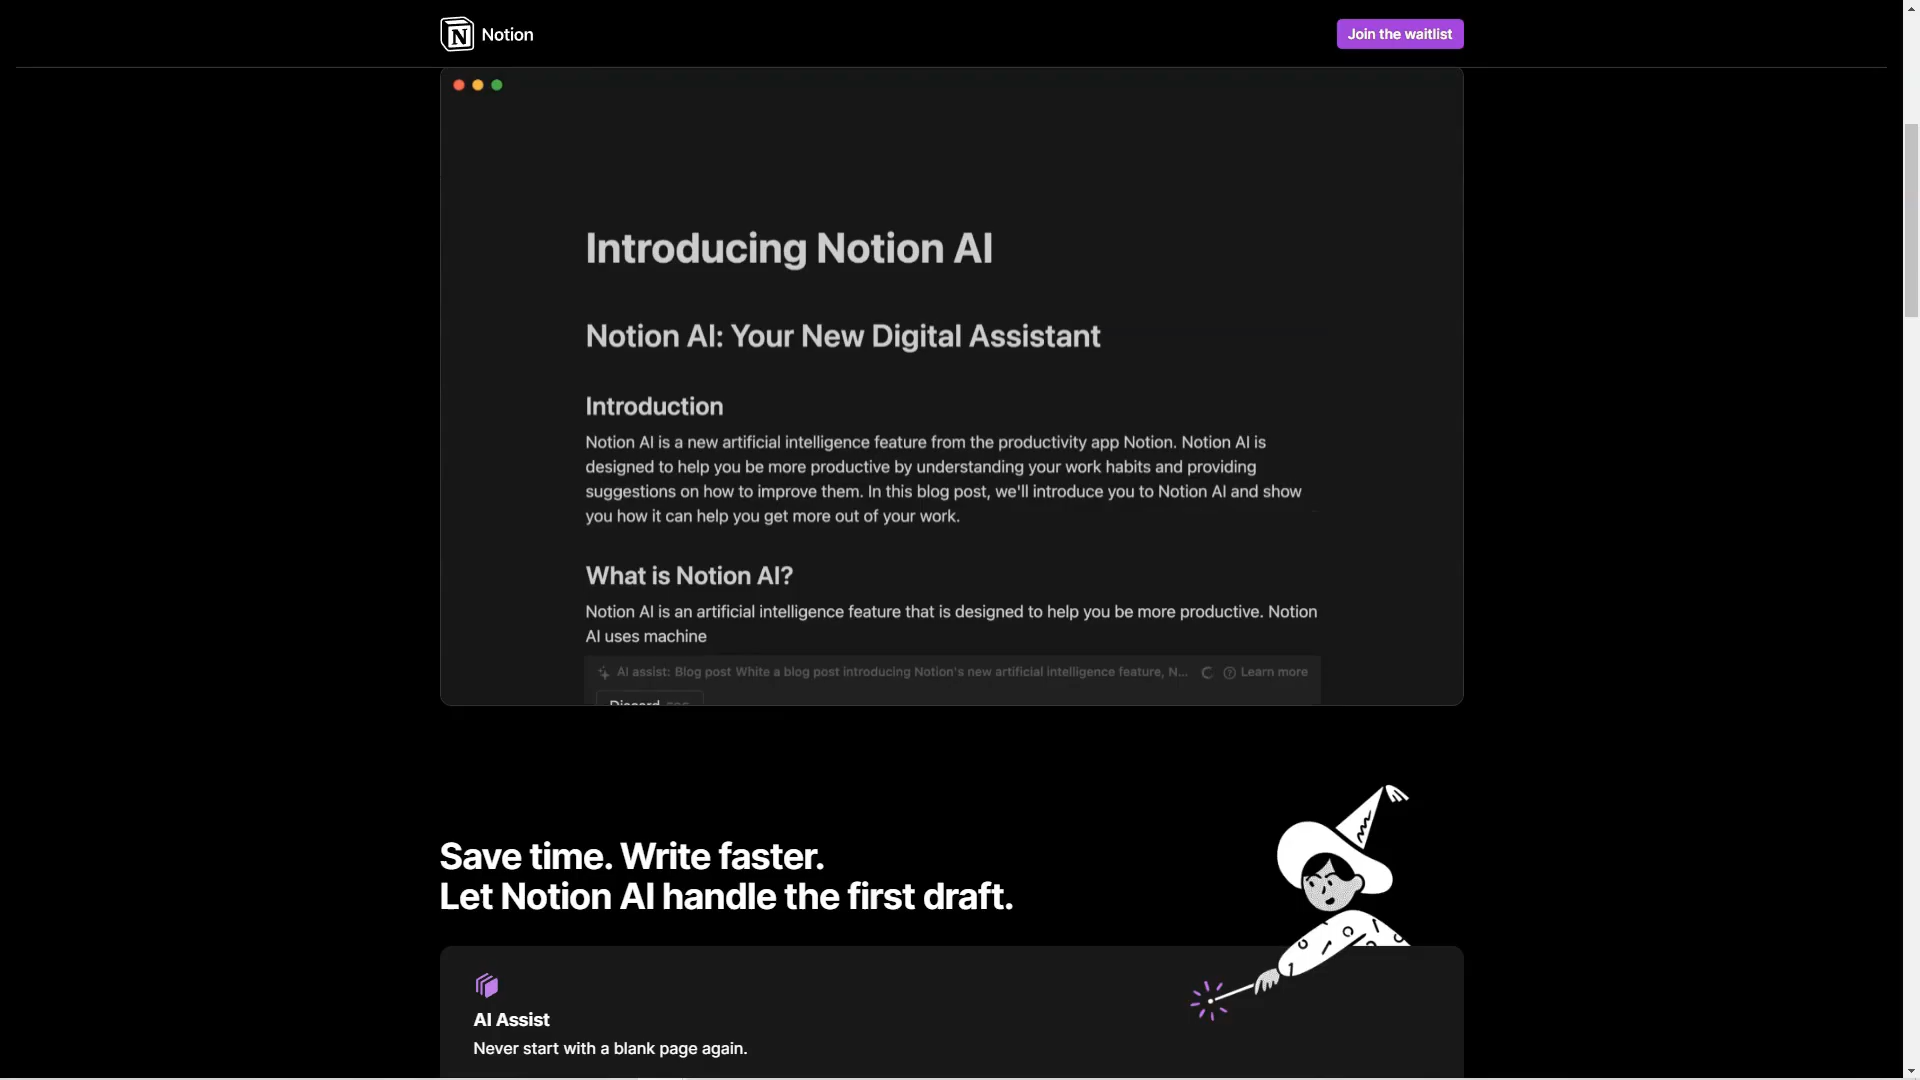 Notion
Join the waitlist
Introducing Notion AI
Notion AI: Your New Digital Assistant
Introduction
Notion AI is a new artificial intelligence feature from the productivity app Notion. Notion AI is
designed to help you be more productive by understanding your work habits and providing
suggestions on how to improve them. In this blog post, we'll introduce you to Notion AI and show
you how it can help you get more out of your work.
What is Notion AI?
Notion AI is an artificial intelligence feature that is designed to help you be more productive. Notion
AI uses machine
AI assist: Blog post White a blog post introducing Notion's new artificial intelligence feature, N... Learn more
Discard
Save time. Write faster.
Let Notion AI handle the first draft.
AI Assist
Never start with a blank page again.